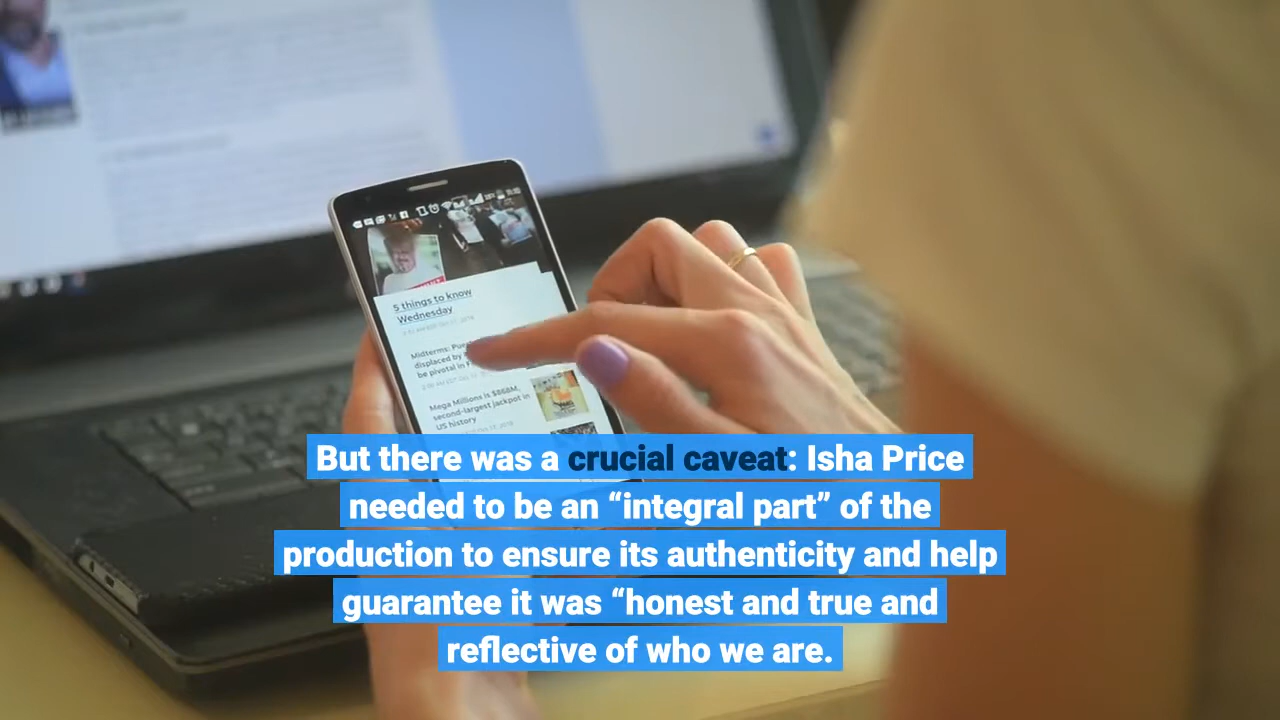 5 things to know
Wednesday
Midterms:
displaced by
be pivotal in
Mega Millions is $868M,
second-largest jackpot in
US history
But there was a crucial caveat: Isha Price
needed to be an “integral part” of the
production to ensure its authenticity and help
guarantee it was “honest and true and
reflective of who we are.